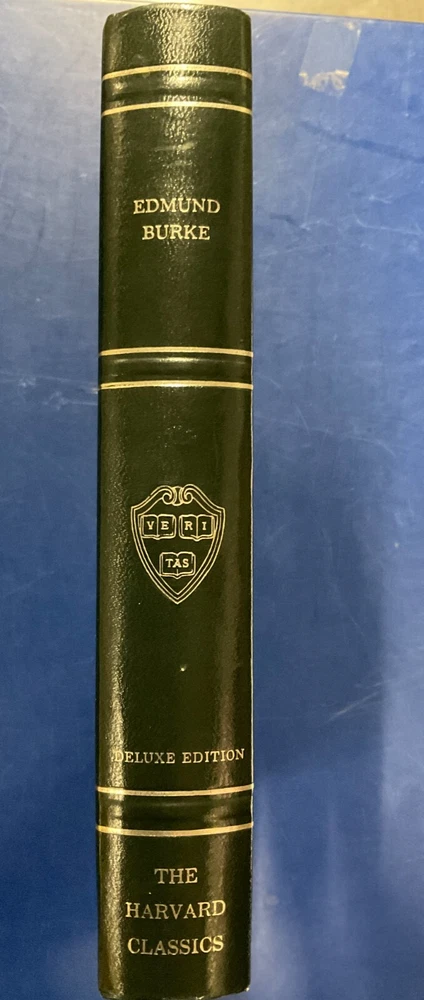 EDMUND
BURKE
VE RI
TAS
DELUXE EDITION
THE
HARVARD
CLASSICS